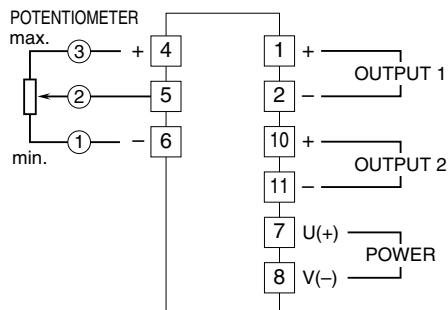 POTENTIOMETER
max.
3 + 4
2 5
1 − 6
min.
1 +
OUTPUT 1
2 −
10 +
OUTPUT 2
11 −
7 U(+)
POWER
8 V(−)